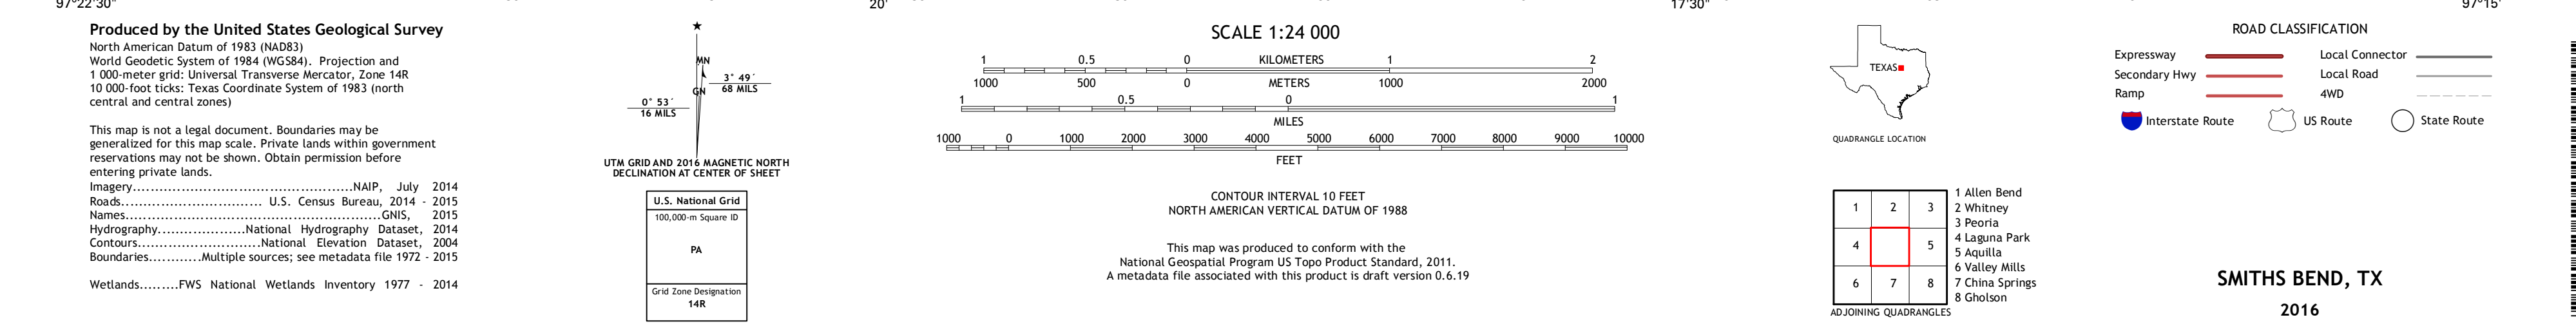 97°22'30"
20'
17'30"
97°15'
Produced by the United States Geological Survey
North American Datum of 1983 (NAD83)
World Geodetic System of 1984 (WGS84). Projection and
1 000-meter grid: Universal Transverse Mercator, Zone 14R
10 000-foot ticks: Texas Coordinate System of 1983 (north
central and central zones)
This map is not a legal document. Boundaries may be
generalized for this map scale. Private lands within government
reservations may not be shown. Obtain permission before
entering private lands.
Imagery................................................NAIP, July 2014
Roads............................... U.S. Census Bureau, 2014 - 2015
Names........................................................GNIS, 2015
Hydrography...................National Hydrography Dataset, 2014
Contours..........................National Elevation Dataset, 2004
Boundaries..........Multiple sources; see metadata file 1972 - 2015
Wetlands........FWS National Wetlands Inventory 1977 - 2014
MN
GN
3° 49´
68 MILS
0° 53´
16 MILS
UTM GRID AND 2016 MAGNETIC NORTH
DECLINATION AT CENTER OF SHEET
U.S. National Grid
100,000-m Square ID
PA
Grid Zone Designation
14R
SCALE 1:24 000
1 0.5 0 KILOMETERS 1 2
1000 500 0 METERS 1000 2000
1 0.5 0 1
MILES
1000 0 1000 2000 3000 4000 5000 6000 7000 8000 9000 10000
FEET
CONTOUR INTERVAL 10 FEET
NORTH AMERICAN VERTICAL DATUM OF 1988
This map was produced to conform with the
National Geospatial Program US Topo Product Standard, 2011.
A metadata file associated with this product is draft version 0.6.19
TEXAS
QUADRANGLE LOCATION
1 2 3
4 5
6 7 8
ADJOINING QUADRANGLES
1 Allen Bend
2 Whitney
3 Peoria
4 Laguna Park
5 Aquilla
6 Valley Mills
7 China Springs
8 Gholson
ROAD CLASSIFICATION
Expressway
Local Connector
Secondary Hwy
Local Road
Ramp
4WD
Interstate Route
US Route
State Route
SMITHS BEND, TX
2016